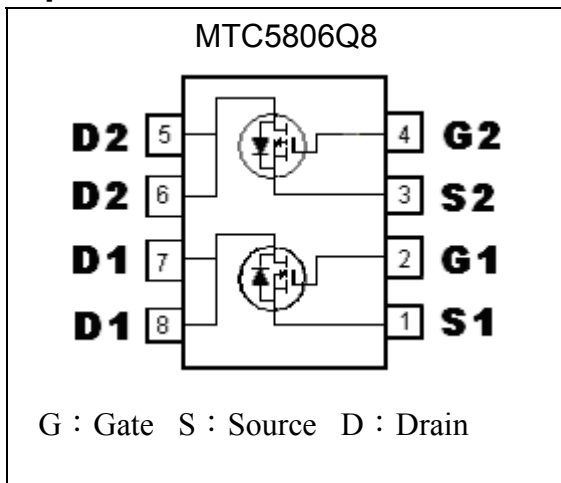 MTC5806Q8
D2 5 4 G2
D2 6 3 S2
D1 7 2 G1
D1 8 1 S1
G：Gate S：Source D：Drain